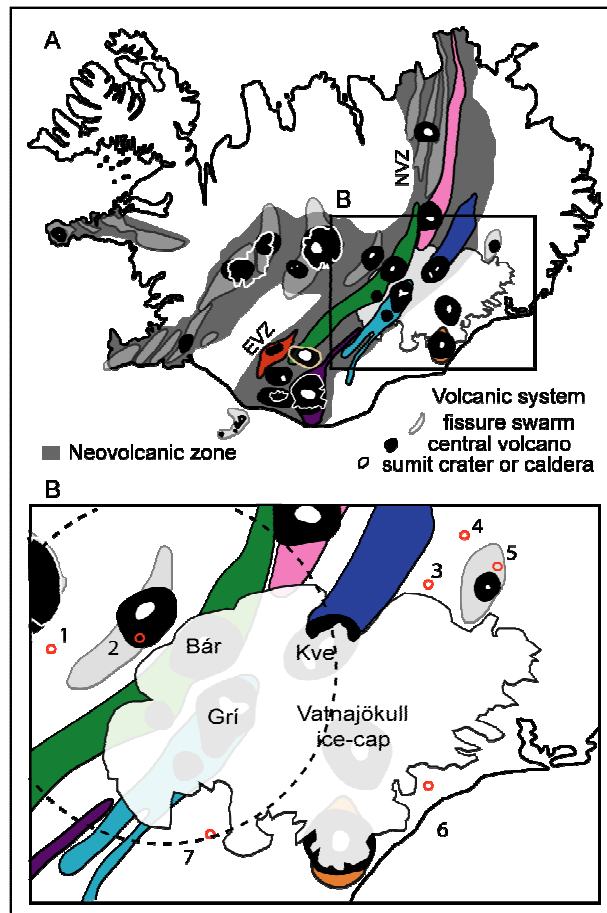 A
NVZ
B
EVZ
Volcanic system
fissure swarm
central volcano
sumit crater or caldera
Neovolcanic zone
B
4
5
3
1
2
Bár
Kve
Grí
Vatnajökull
ice-cap
6
7